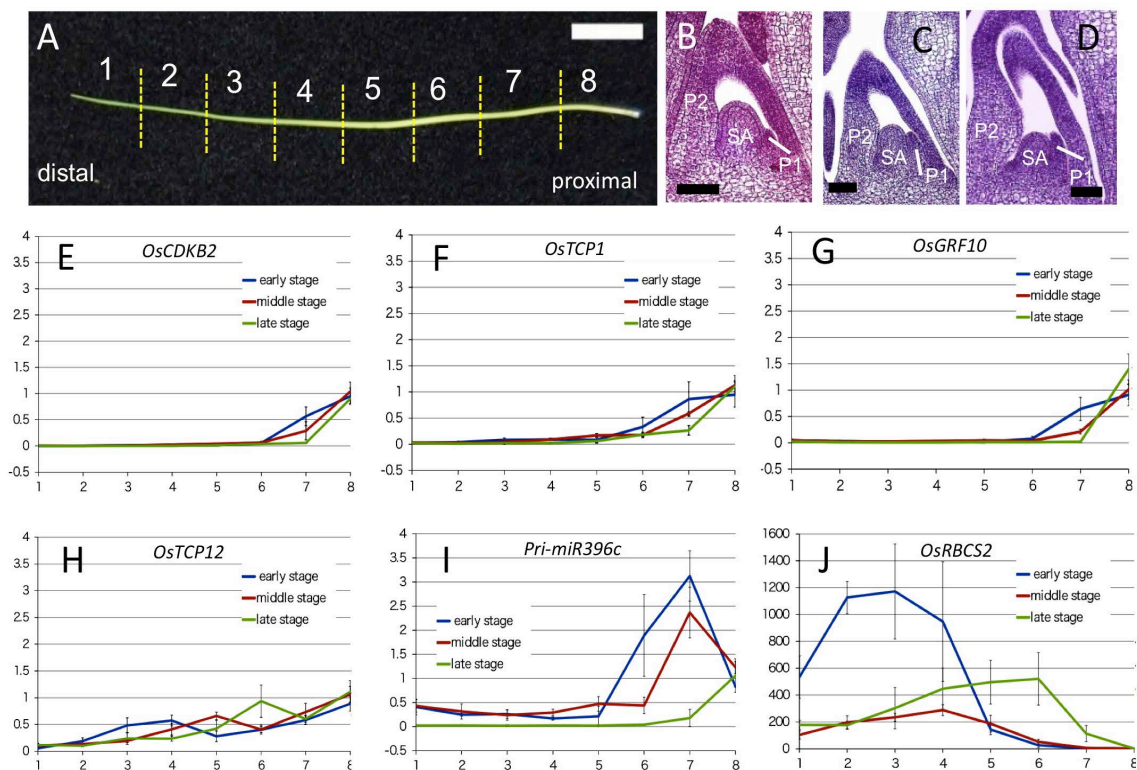 A
1 2 3 4 5 6 7 8
distal
proximal
B
P2
SA
P1
C
P2
SA
P1
D
P2
SA
P1
E
OsCDKB2
early stage
middle stage
late stage
4
3.5
3
2.5
2
1.5
1
0.5
0
-0.5
1 2 3 4 5 6 7 8
F
OsTCP1
early stage
middle stage
late stage
4
3.5
3
2.5
2
1.5
1
0.5
0
-0.5
1 2 3 4 5 6 7 8
G
OsGRF10
early stage
middle stage
late stage
4
3.5
3
2.5
2
1.5
1
0.5
0
-0.5
1 2 3 4 5 6 7 8
H
OsTCP12
early stage
middle stage
late stage
4
3.5
3
2.5
2
1.5
1
0.5
0
-0.5
1 2 3 4 5 6 7 8
I
Pri-miR396c
early stage
middle stage
late stage
4
3.5
3
2.5
2
1.5
1
0.5
0
-0.5
1 2 3 4 5 6 7 8
J
OsRBCS2
early stage
middle stage
late stage
1600
1400
1200
1000
800
600
400
200
0
1 2 3 4 5 6 7 8